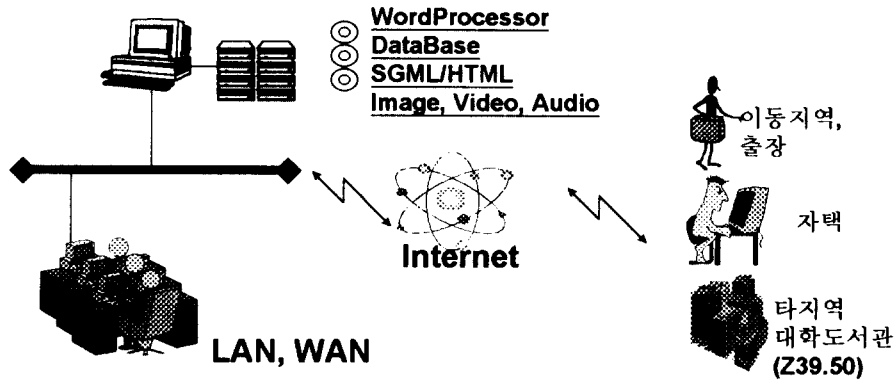 WordProcessor
DataBase
SGML/HTML
Image, Video, Audio
이동지역,
출장
자택
Internet
타지역
대학도서관
(Z39.50)
LAN, WAN